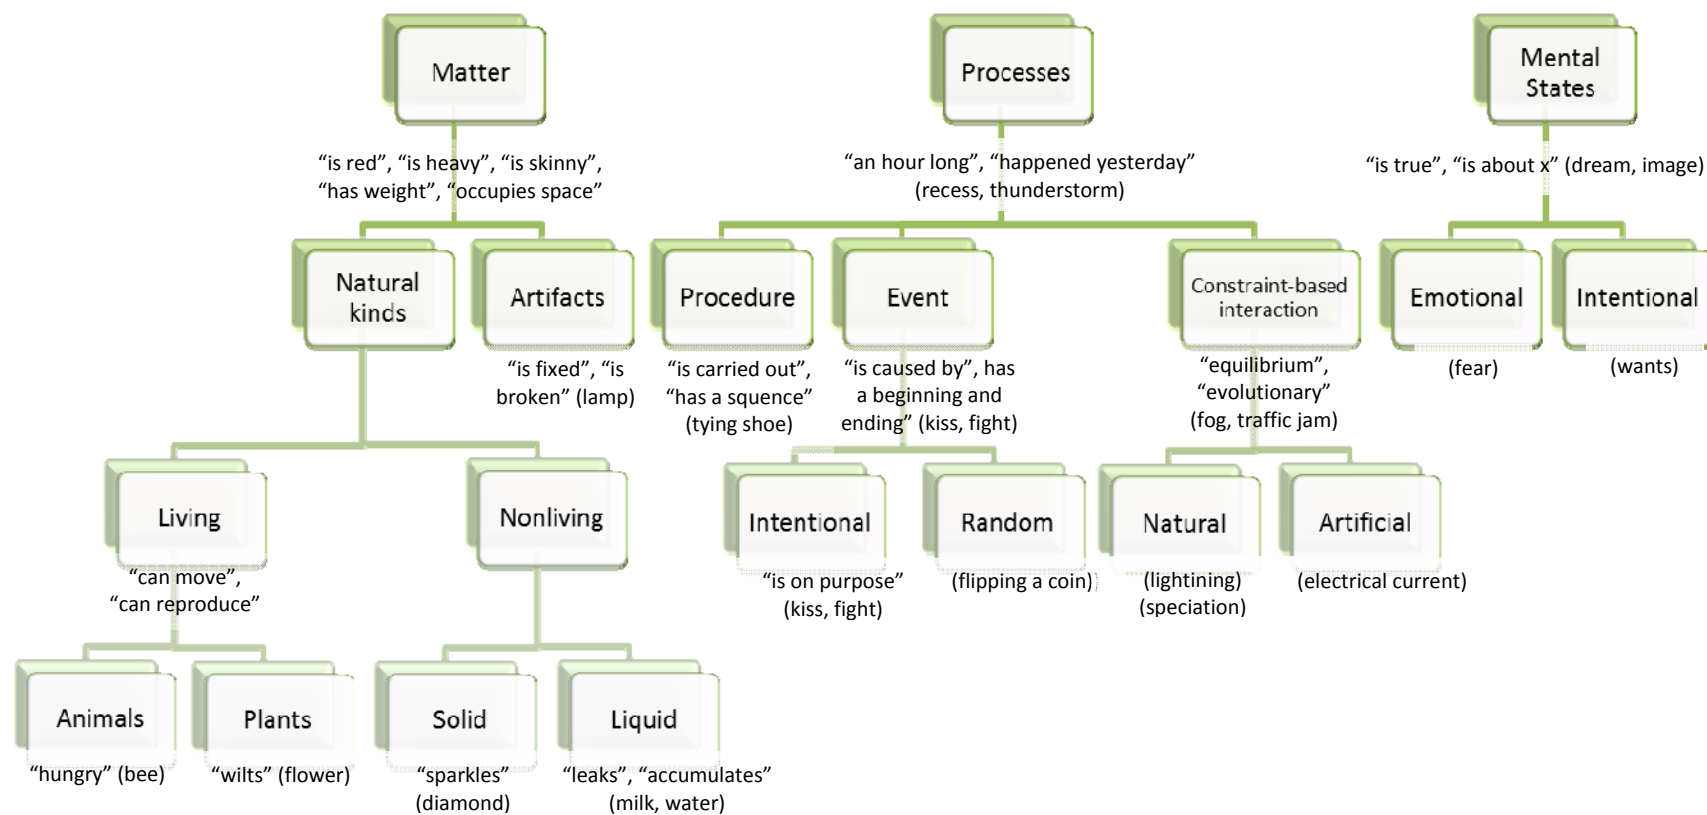 Matter
Processes
Mental
States
“is red”, “is heavy”, “is skinny”,
“has weight”, “occupies space”
“an hour long”, “happened yesterday”
(recess, thunderstorm)
“is true”, “is about x” (dream, image)
Natural
kinds
Artifacts
Procedure
Event
Constraint-based
interaction
Emotional
Intentional
“is fixed”, “is
broken” (lamp)
“is carried out”,
“has a squence”
(tying shoe)
“is caused by”, has
a beginning and
ending” (kiss, fight)
“equilibrium”,
“evolutionary”
(fog, traffic jam)
(fear)
(wants)
Living
Nonliving
Intentional
Random
Natural
Artificial
“can move”,
“can reproduce”
“is on purpose”
(kiss, fight)
(flipping a coin)
(lightining)
(speciation)
(electrical current)
Animals
Plants
Solid
Liquid
“hungry” (bee)
“wilts” (flower)
“sparkles”
(diamond)
“leaks”, “accumulates”
(milk, water)